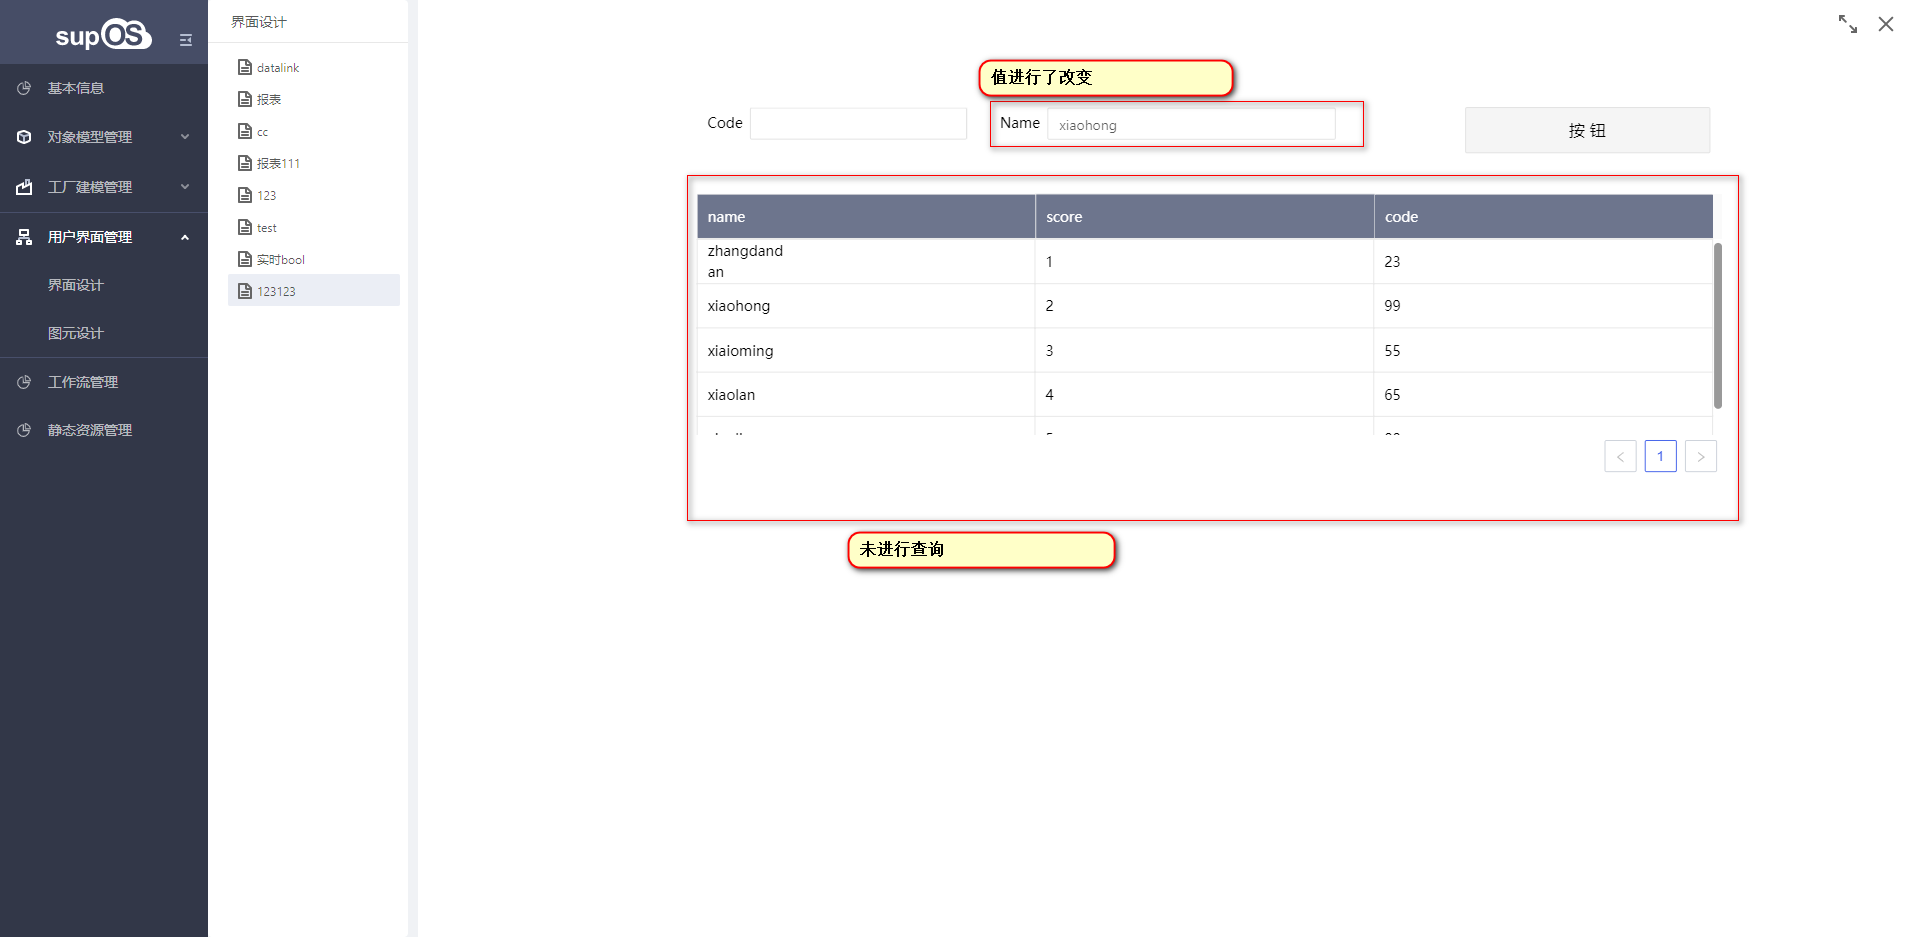 supOS
基本信息
对象模型管理
工厂建模管理
用户界面管理
界面设计
图元设计
工作流管理
静态资源管理
界面设计
datalink
报表
cc
报表111
123
test
实时bool
123123
值进行了改变
Code
Name xiaohong
按 钮
name score code
zhangdand
an
1 23
xiaohong 2 99
xiaioming 3 55
xiaolan 4 65
< 1 >
未进行查询